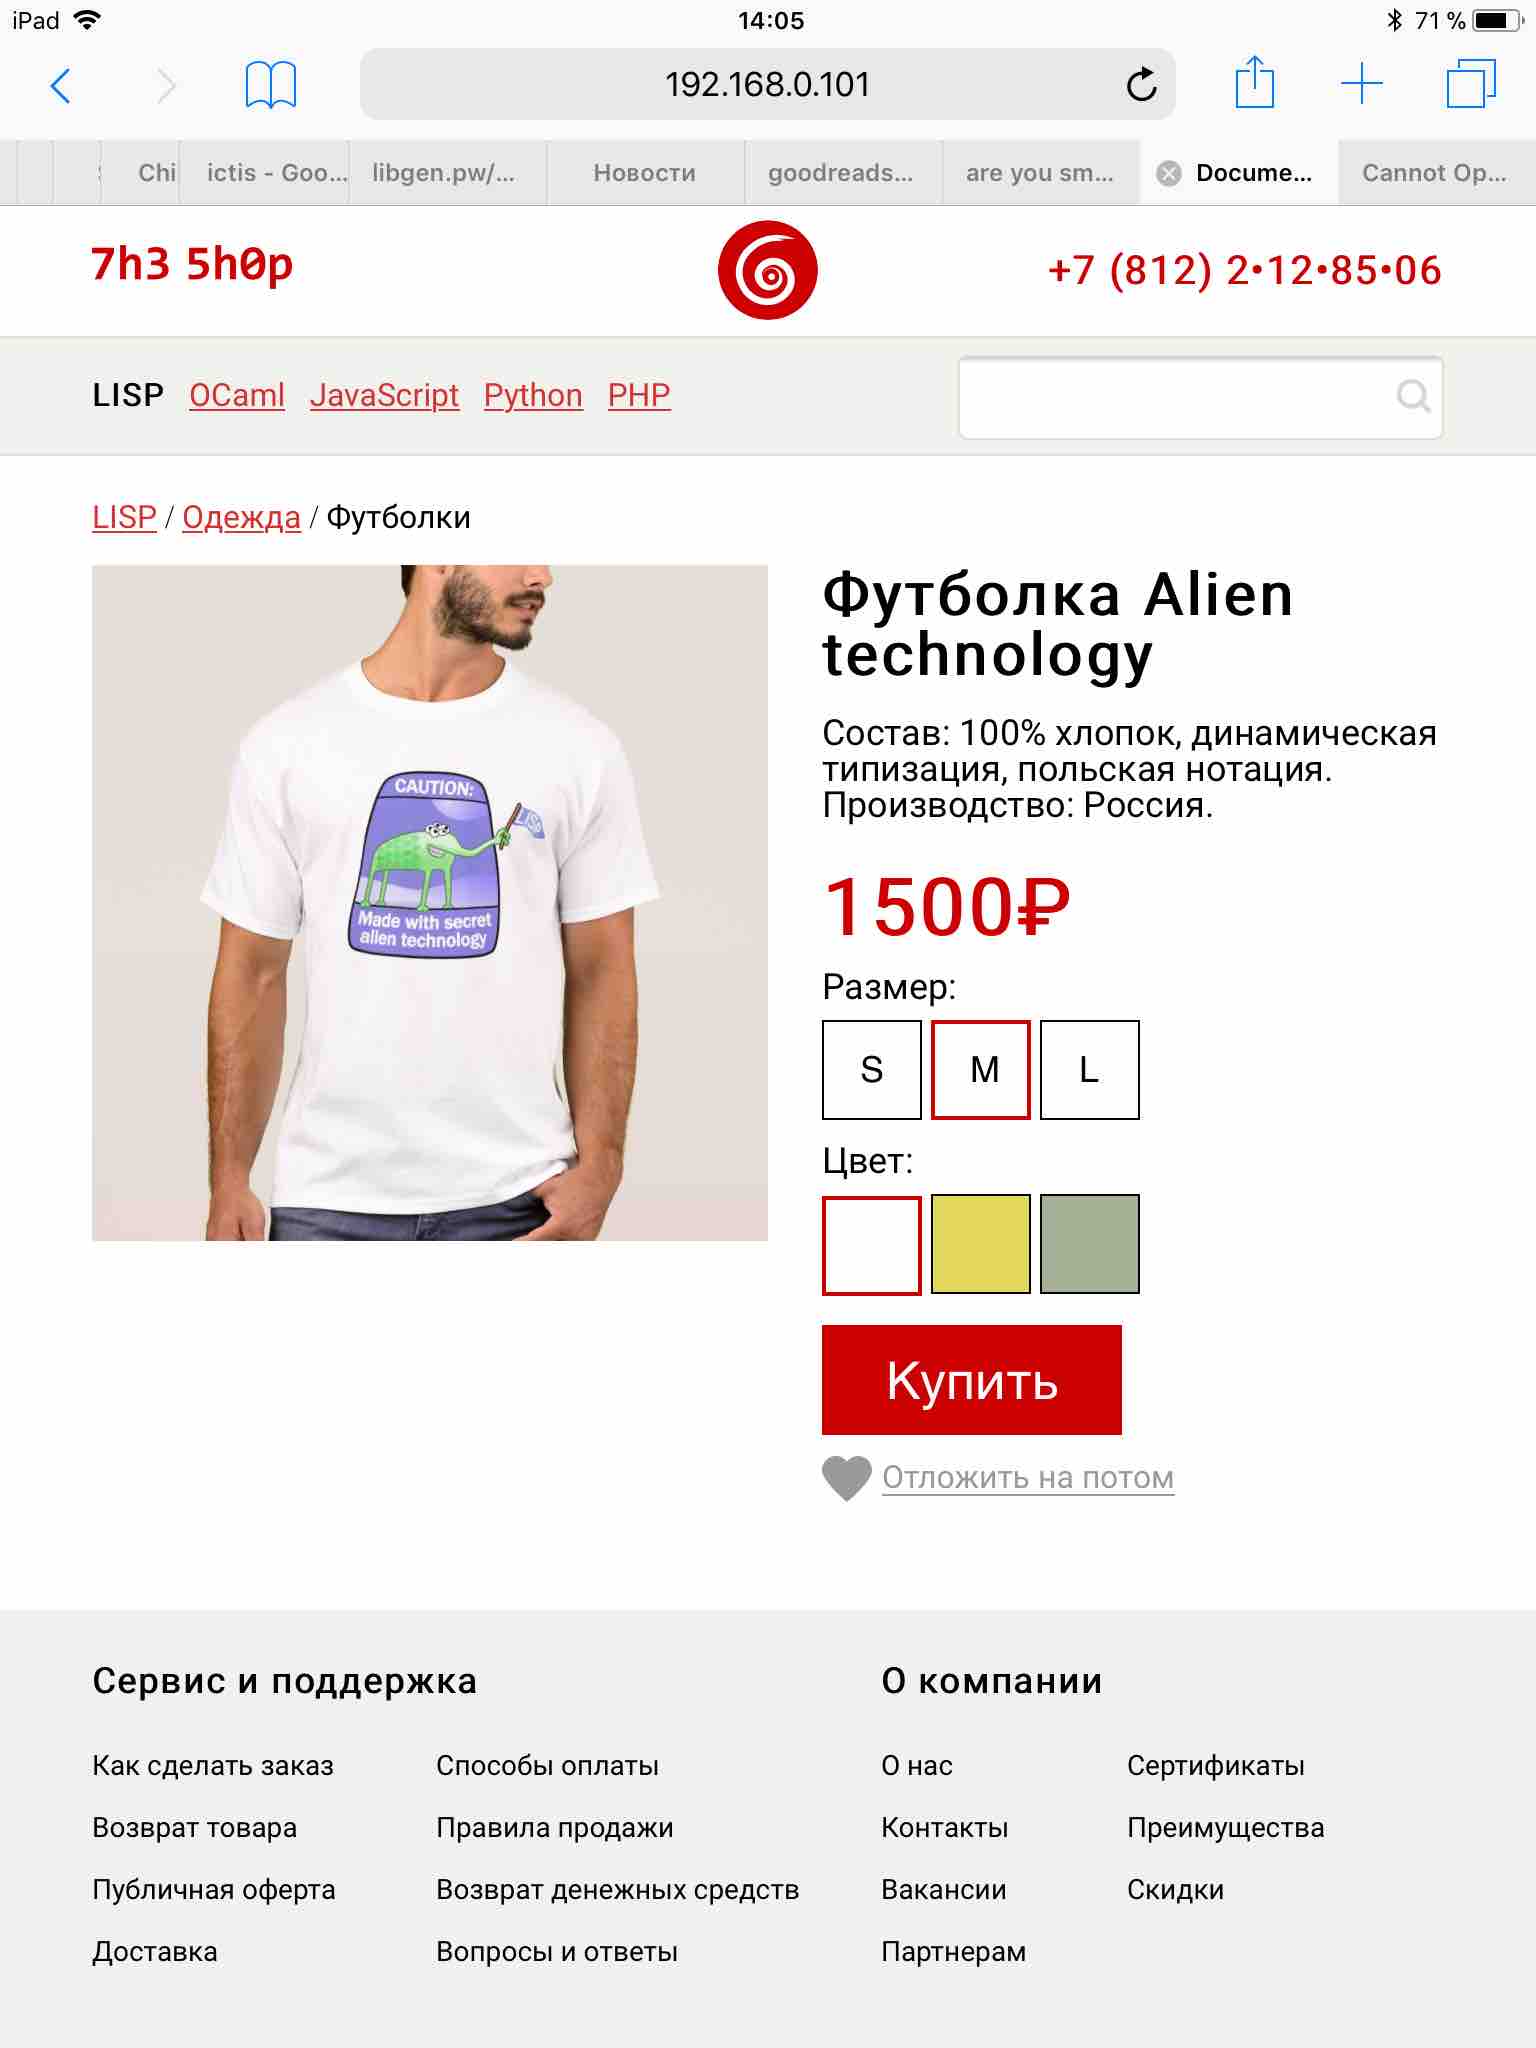 iPad 14:05 71 %
192.168.0.101
Chi ictis - Goo... libgen.pw/... Новости goodreads... are you sm... Docume... Cannot Op...
7h3 5h0p +7 (812) 2•12•85•06
LISP OCaml JavaScript Python PHP
LISP / Одежда / Футболки
CAUTION:
LISP
Made with secret
alien technology
Футболка Alien
technology
Состав: 100% хлопок, динамическая
типизация, польская нотация.
Производство: Россия.
1500₽
Размер:
S M L
Цвет:
Купить
Отложить на потом
Сервис и поддержка О компании
Как сделать заказ Способы оплаты О нас Сертификаты
Возврат товара Правила продажи Контакты Преимущества
Публичная оферта Возврат денежных средств Вакансии Скидки
Доставка Вопросы и ответы Партнерам